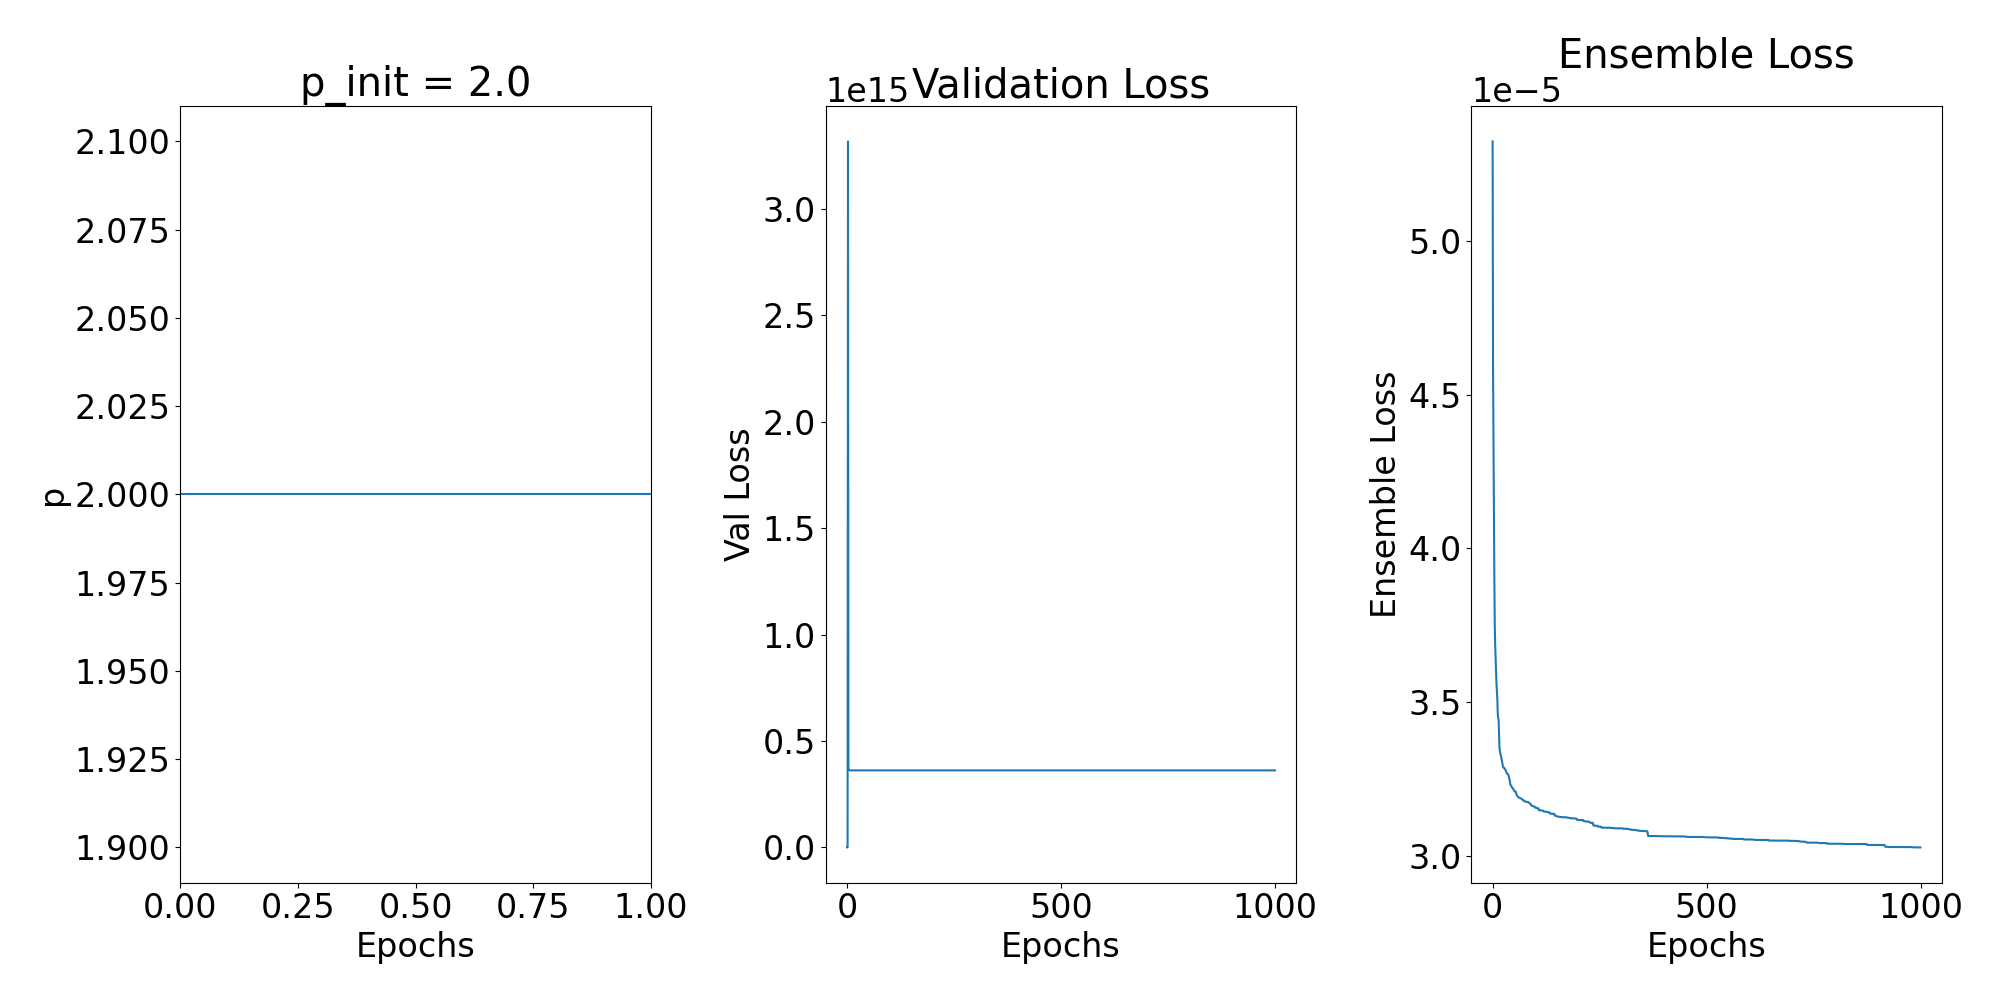 p_init = 2.0
2.100
2.075
2.050
2.025
2.000
1.975
1.950
1.925
1.900
p
0.00 0.25 0.50 0.75 1.00
Epochs
1e15
Validation Loss
3.0
2.5
2.0
1.5
1.0
0.5
0.0
Val Loss
0 500 1000
Epochs
Ensemble Loss
1e−5
5.0
4.5
4.0
3.5
3.0
Ensemble Loss
0 500 1000
Epochs